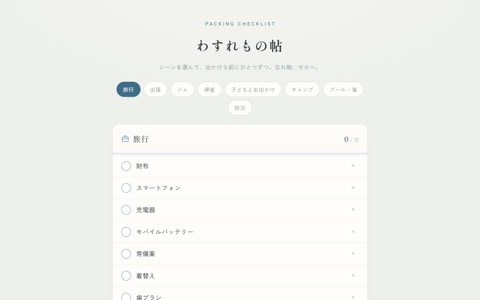 PACKING CHECKLIST
わすれもの帖
シーンを選んで、出かける前にひとつずつ。忘れ物、ゼロへ。
旅行 出張 ジム 帰省 子どもとお出かけ キャンプ プール・海
防災
旅行 0 /
財布
スマートフォン
充電器
モバイルバッテリー
常備薬
着替え
歯ブラシ